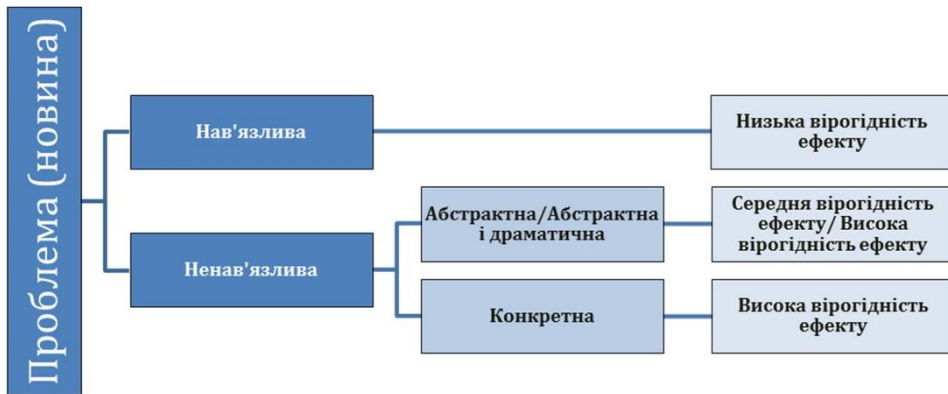 Проблема (новина)
Нав'язлива
Низька вірогідність
ефекту
Ненав'язлива
Абстрактна/Абстрактна
і драматична
Середня вірогідність
ефекту/ Висока
вірогідність ефекту
Конкретна
Висока вірогідність
ефекту